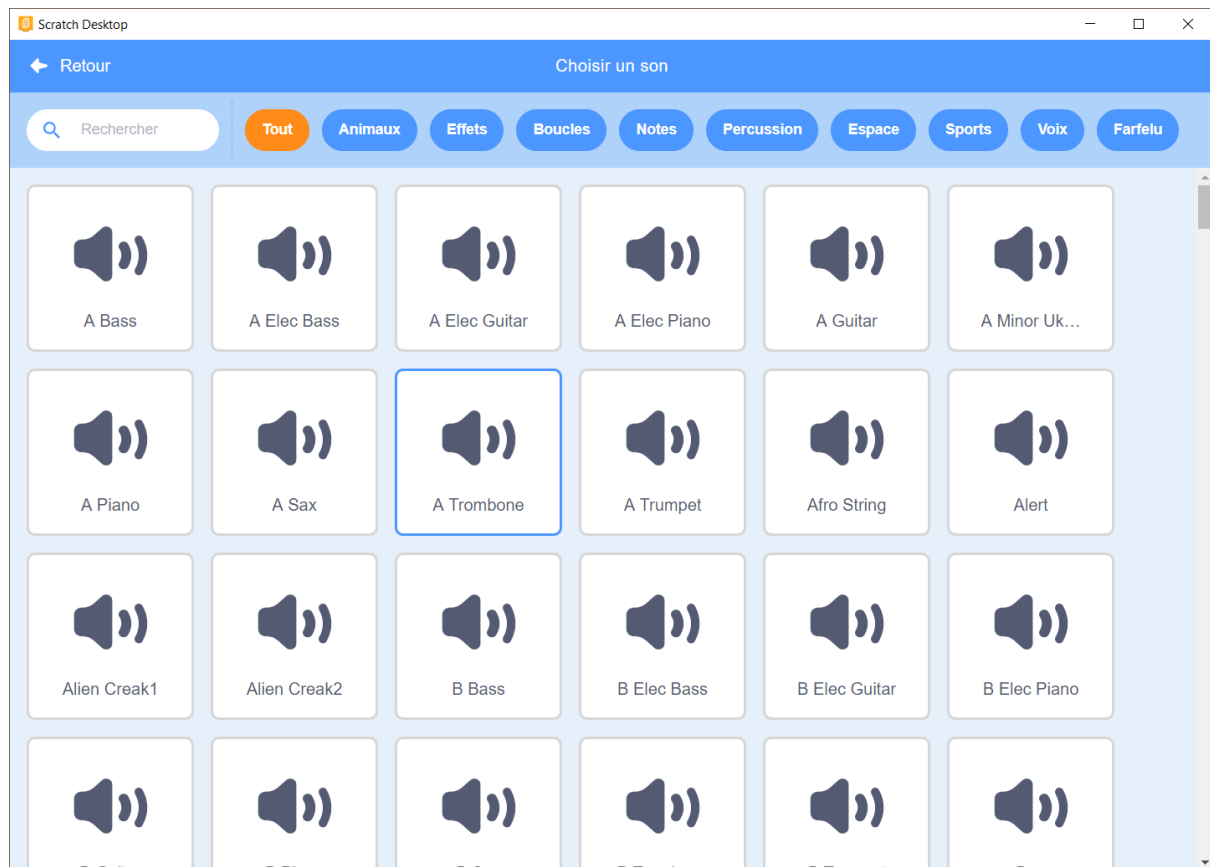 Scratch Desktop
Retour
Choisir un son
Rechercher
Tout Animaux Effets Boucles Notes Percussion Espace Sports Voix Farfelu
A Bass A Elec Bass A Elec Guitar A Elec Piano A Guitar A Minor Uk...
A Piano A Sax A Trombone A Trumpet Afro String Alert
Alien Creak1 Alien Creak2 B Bass B Elec Bass B Elec Guitar B Elec Piano